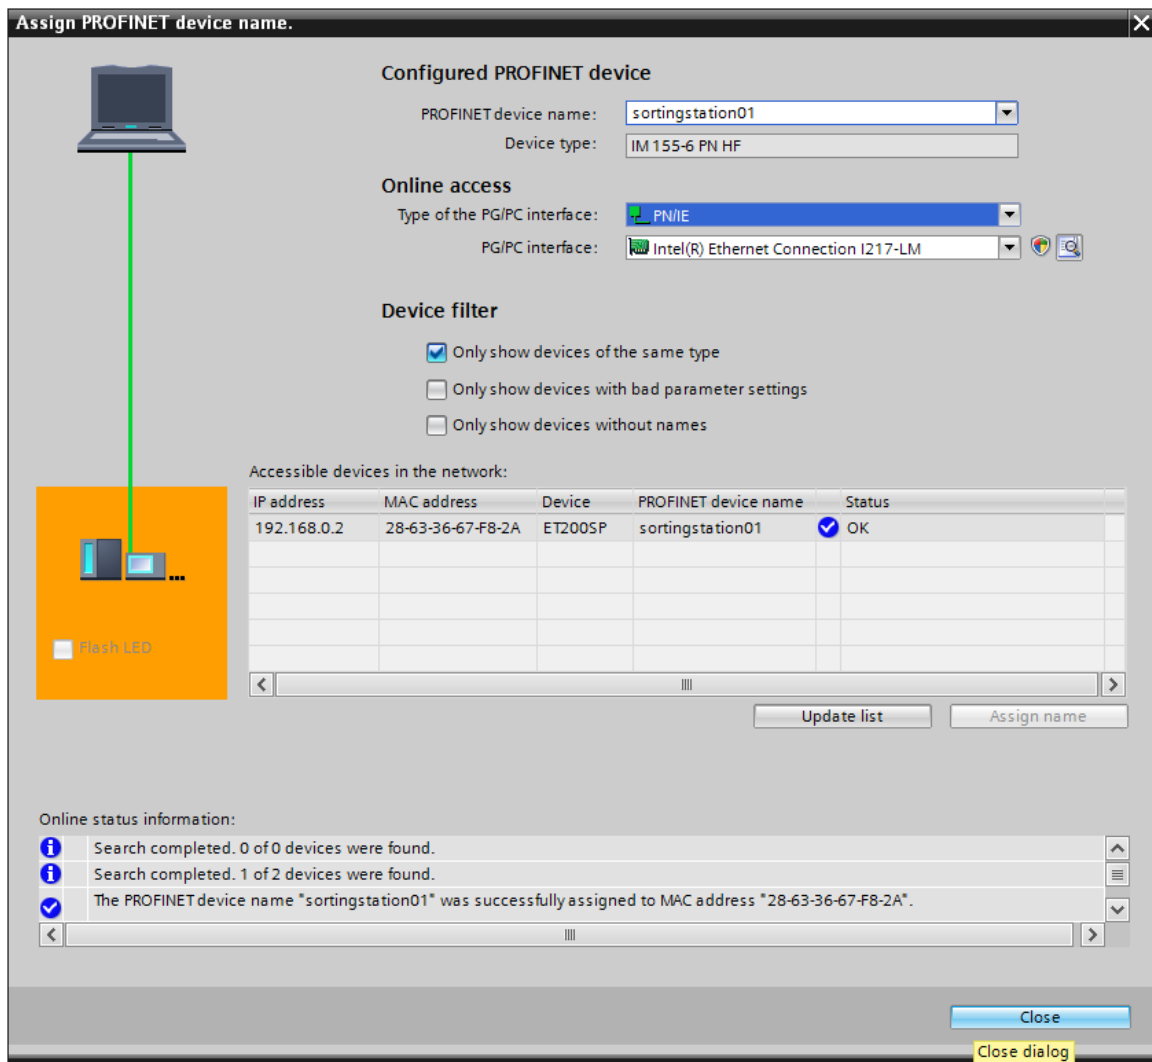 Assign PROFINET device name.
Configured PROFINET device
PROFINET device name: sortingstation01
Device type: IM 155-6 PN HF
Online access
Type of the PG/PC interface: PN/IE
PG/PC interface: Intel(R) Ethernet Connection I217-LM
Device filter
Only show devices of the same type
Only show devices with bad parameter settings
Only show devices without names
Accessible devices in the network:
IP address MAC address Device PROFINET device name Status
192.168.0.2 28-63-36-67-F8-2A ET200SP sortingstation01 OK
...
Flash LED
Update list Assign name
Online status information:
Search completed. 0 of 0 devices were found.
Search completed. 1 of 2 devices were found.
The PROFINET device name "sortingstation01" was successfully assigned to MAC address "28-63-36-67-F8-2A".
Close
Close dialog